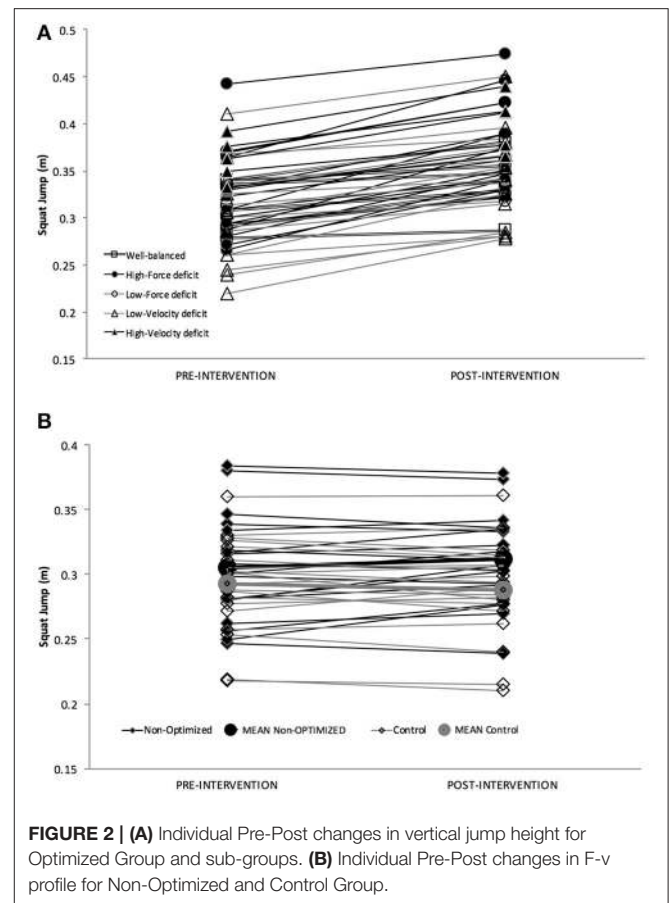 A
0.5
0.45
0.4
0.35
0.3
0.25
0.2
0.15
Squat Jump (m)
Well-balanced
High-Force deficit
Low-Force deficit
Low-Velocity deficit
High-Velocity deficit
PRE-INTERVENTION POST-INTERVENTION
B
0.4
0.35
0.3
0.25
0.2
0.15
Squat Jump (m)
Non-Optimized MEAN Non-OPTIMIZED Control MEAN Control
PRE-INTERVENTION POST-INTERVENTION
FIGURE 2 | (A) Individual Pre-Post changes in vertical jump height for
Optimized Group and sub-groups. (B) Individual Pre-Post changes in F-v
profile for Non-Optimized and Control Group.